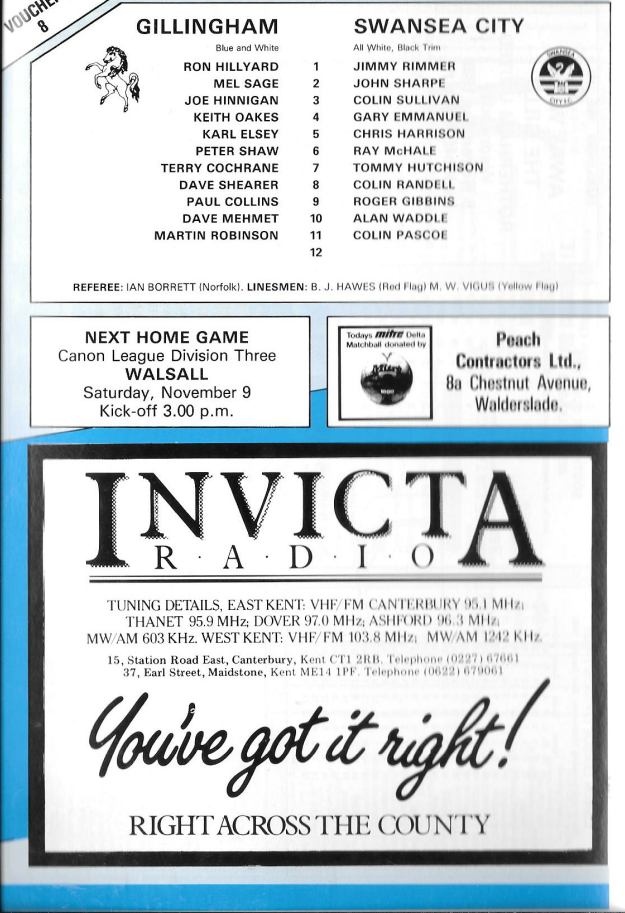 VOUCHER
8
GILLINGHAM SWANSEA CITY
Blue and White All White, Black Trim
RON HILLYARD 1 JIMMY RIMMER
MEL SAGE 2 JOHN SHARPE
JOE HINNIGAN 3 COLIN SULLIVAN
KEITH OAKES 4 GARY EMMANUEL
KARL ELSEY 5 CHRIS HARRISON
PETER SHAW 6 RAY McHALE
TERRY COCHRANE 7 TOMMY HUTCHISON
DAVE SHEARER 8 COLIN RANDELL
PAUL COLLINS 9 ROGER GIBBINS
DAVE MEHMET 10 ALAN WADDLE
MARTIN ROBINSON 11 COLIN PASCOE
12
SWANSEA
CITY F.C.
REFEREE: IAN BORRETT (Norfolk). LINESMEN: B. J. HAWES (Red Flag) M. W. VIGUS (Yellow Flag)
NEXT HOME GAME
Canon League Division Three
WALSALL
Saturday, November 9
Kick-off 3.00 p.m.
Todays mitre Delta
Matchball donated by
Mitre
Peach
Contractors Ltd.,
8a Chestnut Avenue,
Walderslade.
INVICTA
R·A·D·I·O
TUNING DETAILS, EAST KENT: VHF/FM CANTERBURY 95.1 MHz;
THANET 95.9 MHz; DOVER 97.0 MHz; ASHFORD 96.3 MHz;
MW/AM 603 KHz. WEST KENT: VHF/FM 103.8 MHz; MW/AM 1242 KHz.
15, Station Road East, Canterbury, Kent CT1 2RB. Telephone (0227) 67661
37, Earl Street, Maidstone, Kent ME14 1PF. Telephone (0622) 679061
You've got it right!
RIGHT ACROSS THE COUNTY